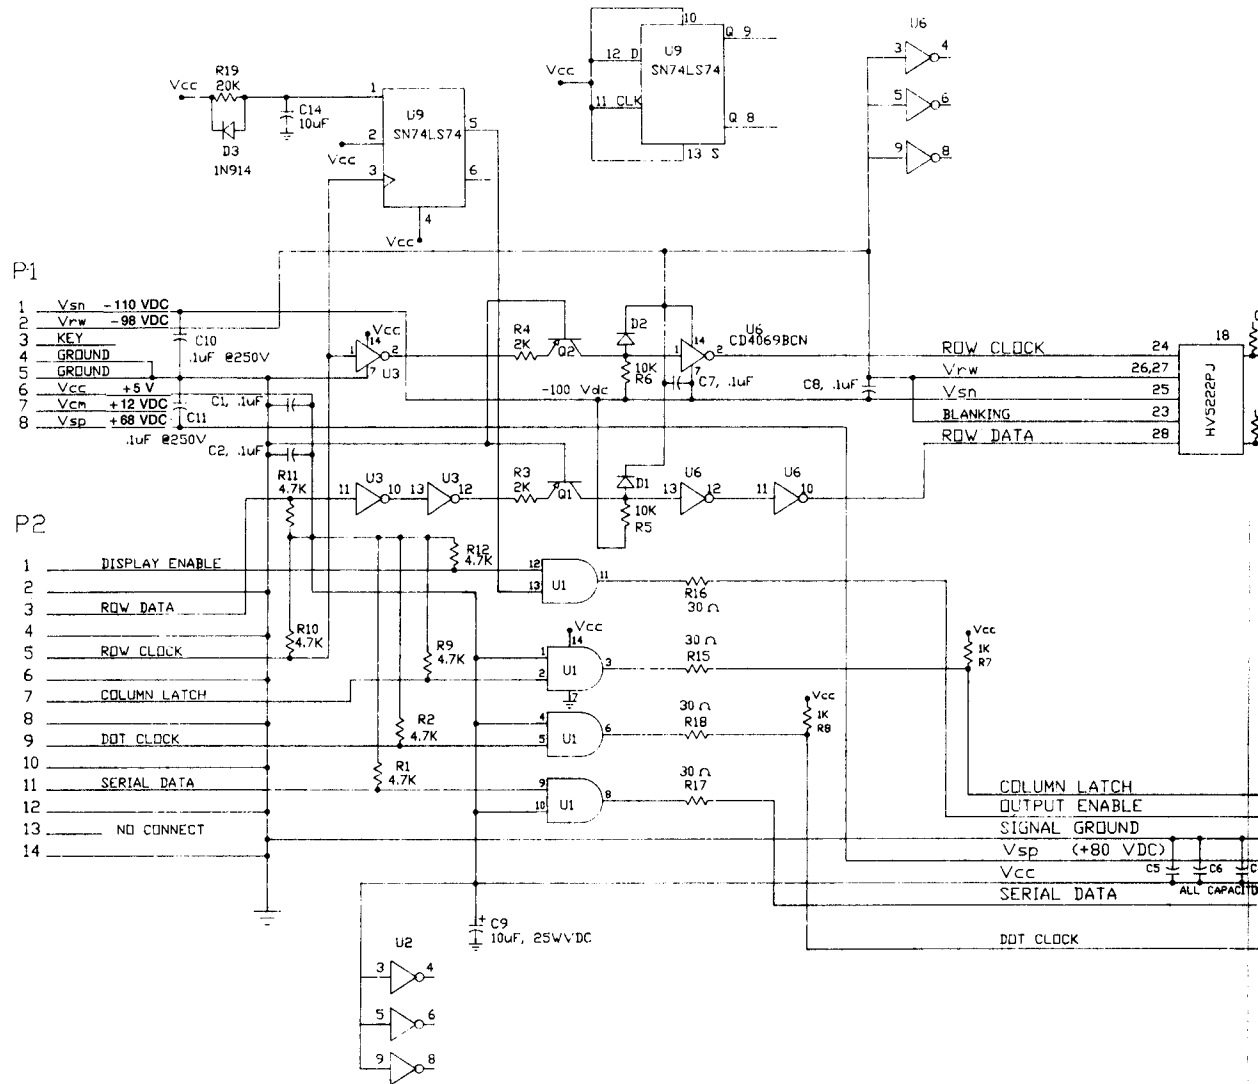 10
U6
Q 9
3 4
12 D
U9
SN74LS74
Vcc
R19
20K
Vcc
1
C14
10uF
5 6
U9
SN74LS74
5
11 CLK
D3
1N914
2
Vcc
Q 8
3
6
13 S
9 8
4
Vcc
P1
1 Vsn -110 VDC
2 Vrw -98 VDC
3 KEY
4 GROUND
5 GROUND
6 Vcc +5 V
7 Vcm +12 VDC
8 Vsp +68 VDC
C10
.1uF @250V
C11
.1uF @250V
C1, .1uF
C2, .1uF
Vcc
14
1 2
7 U3
R4
2K
Q2
D2
10K
R6
14
1 2
7
U6
CD4069BCN
C7, .1uF
-100 Vdc
C8, .1uF
ROW CLOCK 24
Vrw 26,27
Vsn 25
BLANKING 23
ROW DATA 28
18
HV5222PJ
R11
4.7K
U3
11 10
U3
13 12
R3
2K
Q1
D1
10K
R5
U6
13 12
U6
11 10
P2
1 DISPLAY ENABLE
2
3 ROW DATA
4
5 ROW CLOCK
6
7 COLUMN LATCH
8
9 DOT CLOCK
10
11 SERIAL DATA
12
13 NO CONNECT
14
R12
4.7K
R10
4.7K
R9
4.7K
R2
4.7K
R1
4.7K
12
13
U1
11
R16
30 Ω
Vcc
14
1
2
U1
3
7
30 Ω
R15
4
5
U1
6
30 Ω
R18
9
10
U1
8
30 Ω
R17
Vcc
1K
R7
Vcc
1K
R8
COLUMN LATCH
OUTPUT ENABLE
SIGNAL GROUND
Vsp (+80 VDC)
C5 C6 C
Vcc
ALL CAPACITO
SERIAL DATA
DOT CLOCK
C9
+
10uF, 25WVDC
U2
3 4
5 6
9 8